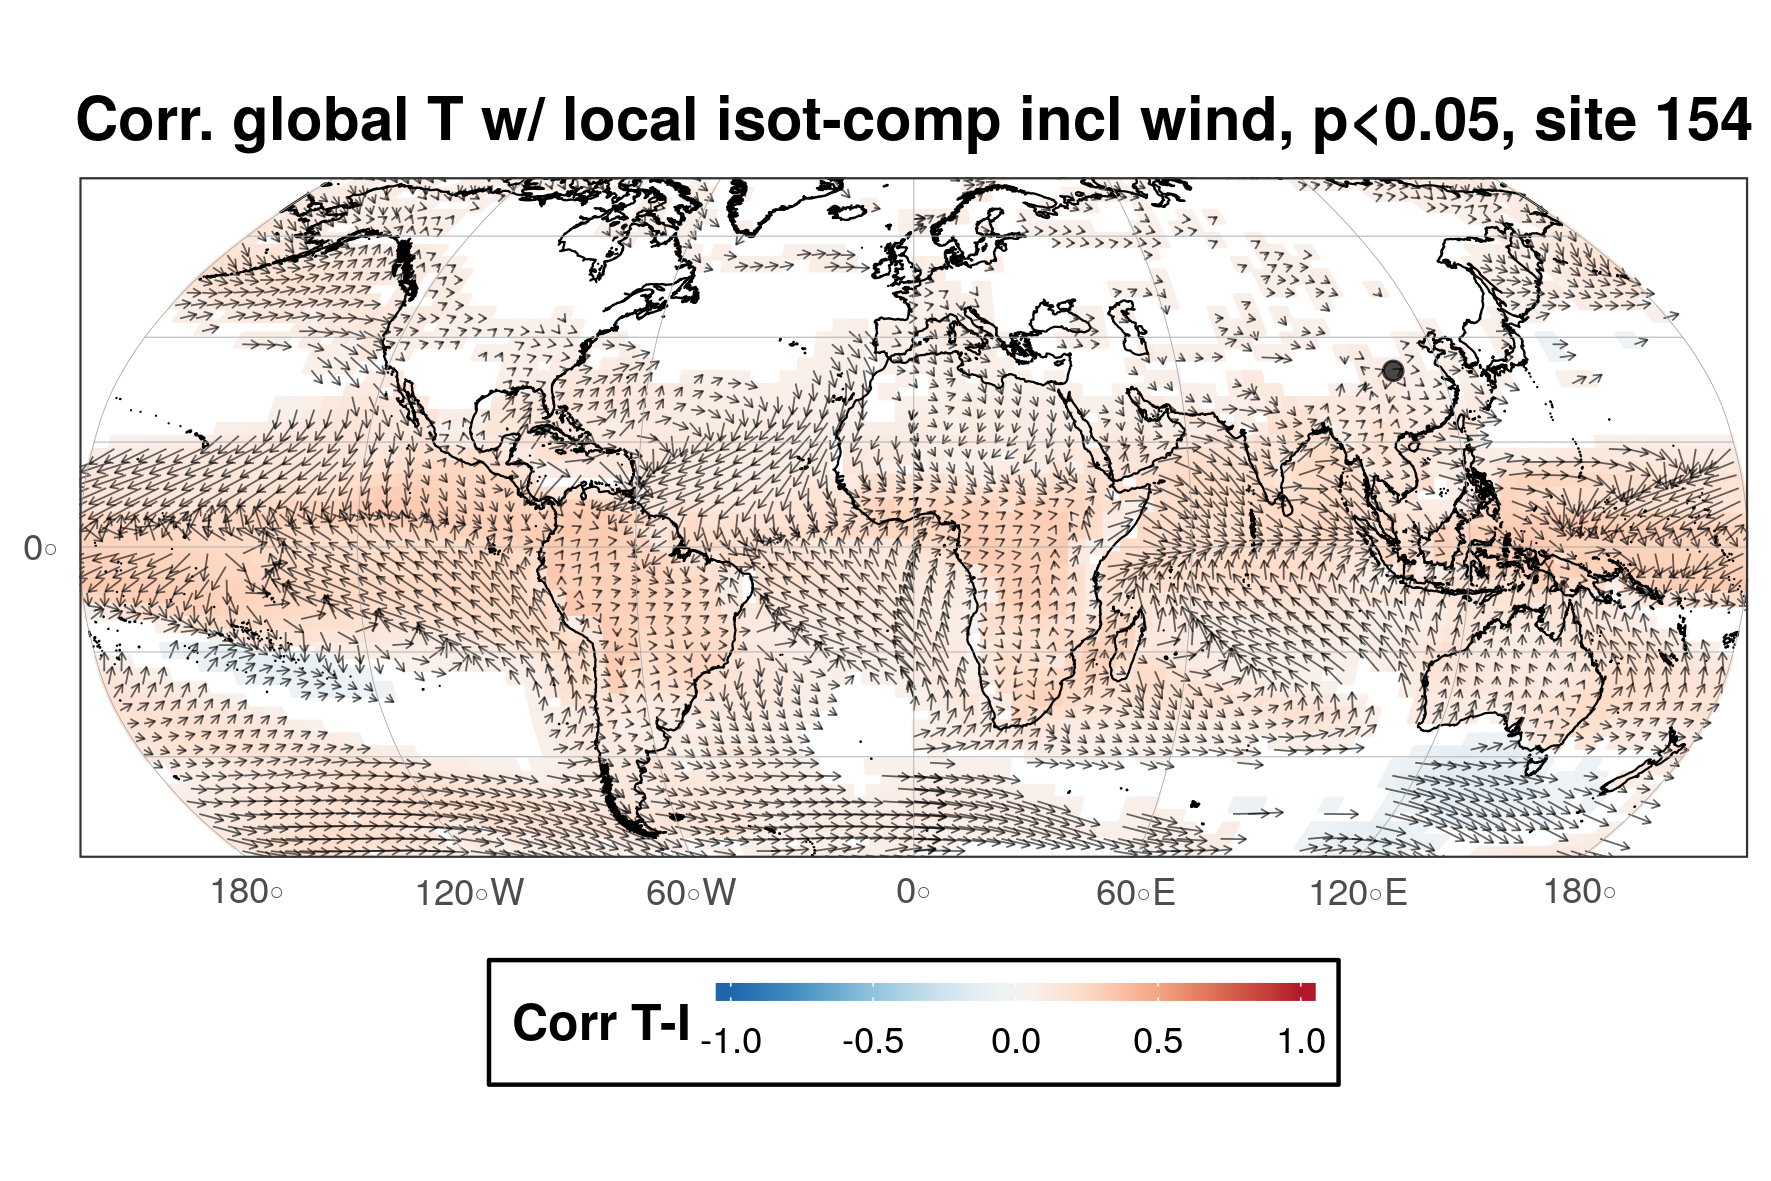 Corr. global T w/ local isot-comp incl wind, p<0.05, site 154
0°
180° 120°W 60°W 0° 60°E 120°E 180°
Corr T-I
-1.0 -0.5 0.0 0.5 1.0